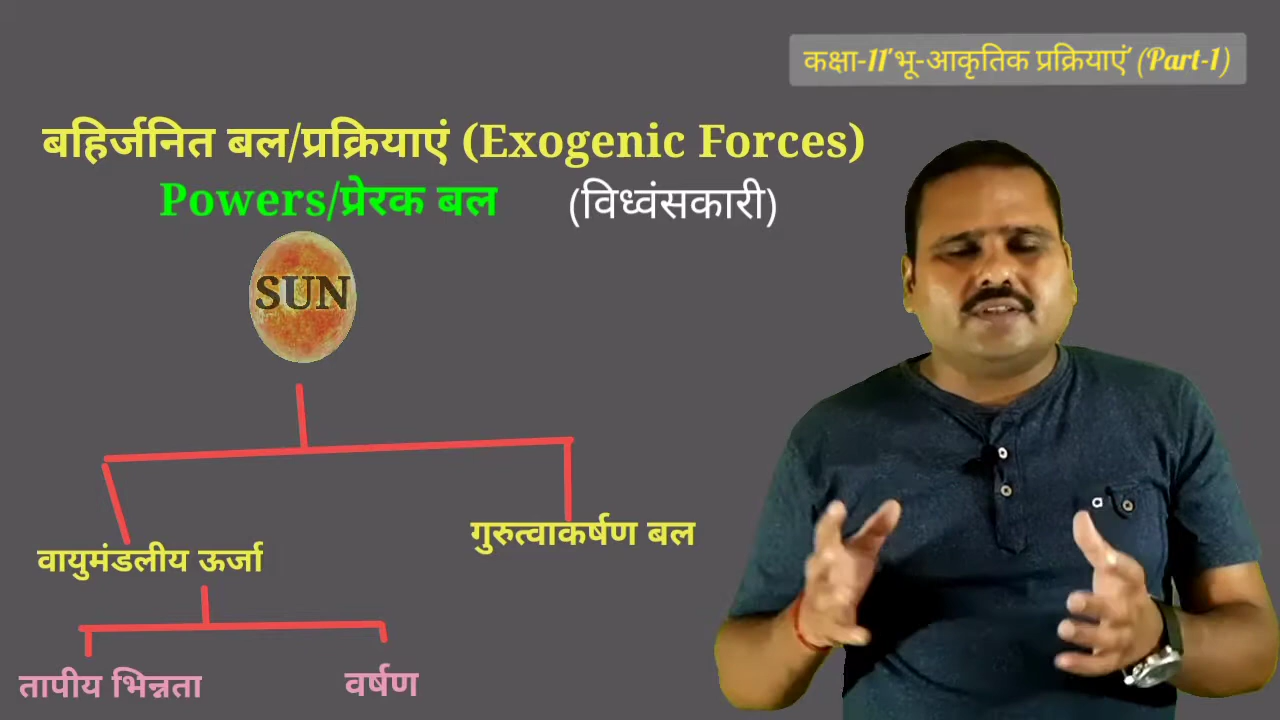 कक्षा-11'भू-आकृतिक प्रक्रियाएं' (Part-1)
बहिर्जनित बल/प्रक्रियाएं (Exogenic Forces)
Powers/प्रेरक बल (विध्वंसकारी)
SUN
गुरुत्वाकर्षण बल
वायुमंडलीय ऊर्जा
तापीय भिन्नता
वर्षण